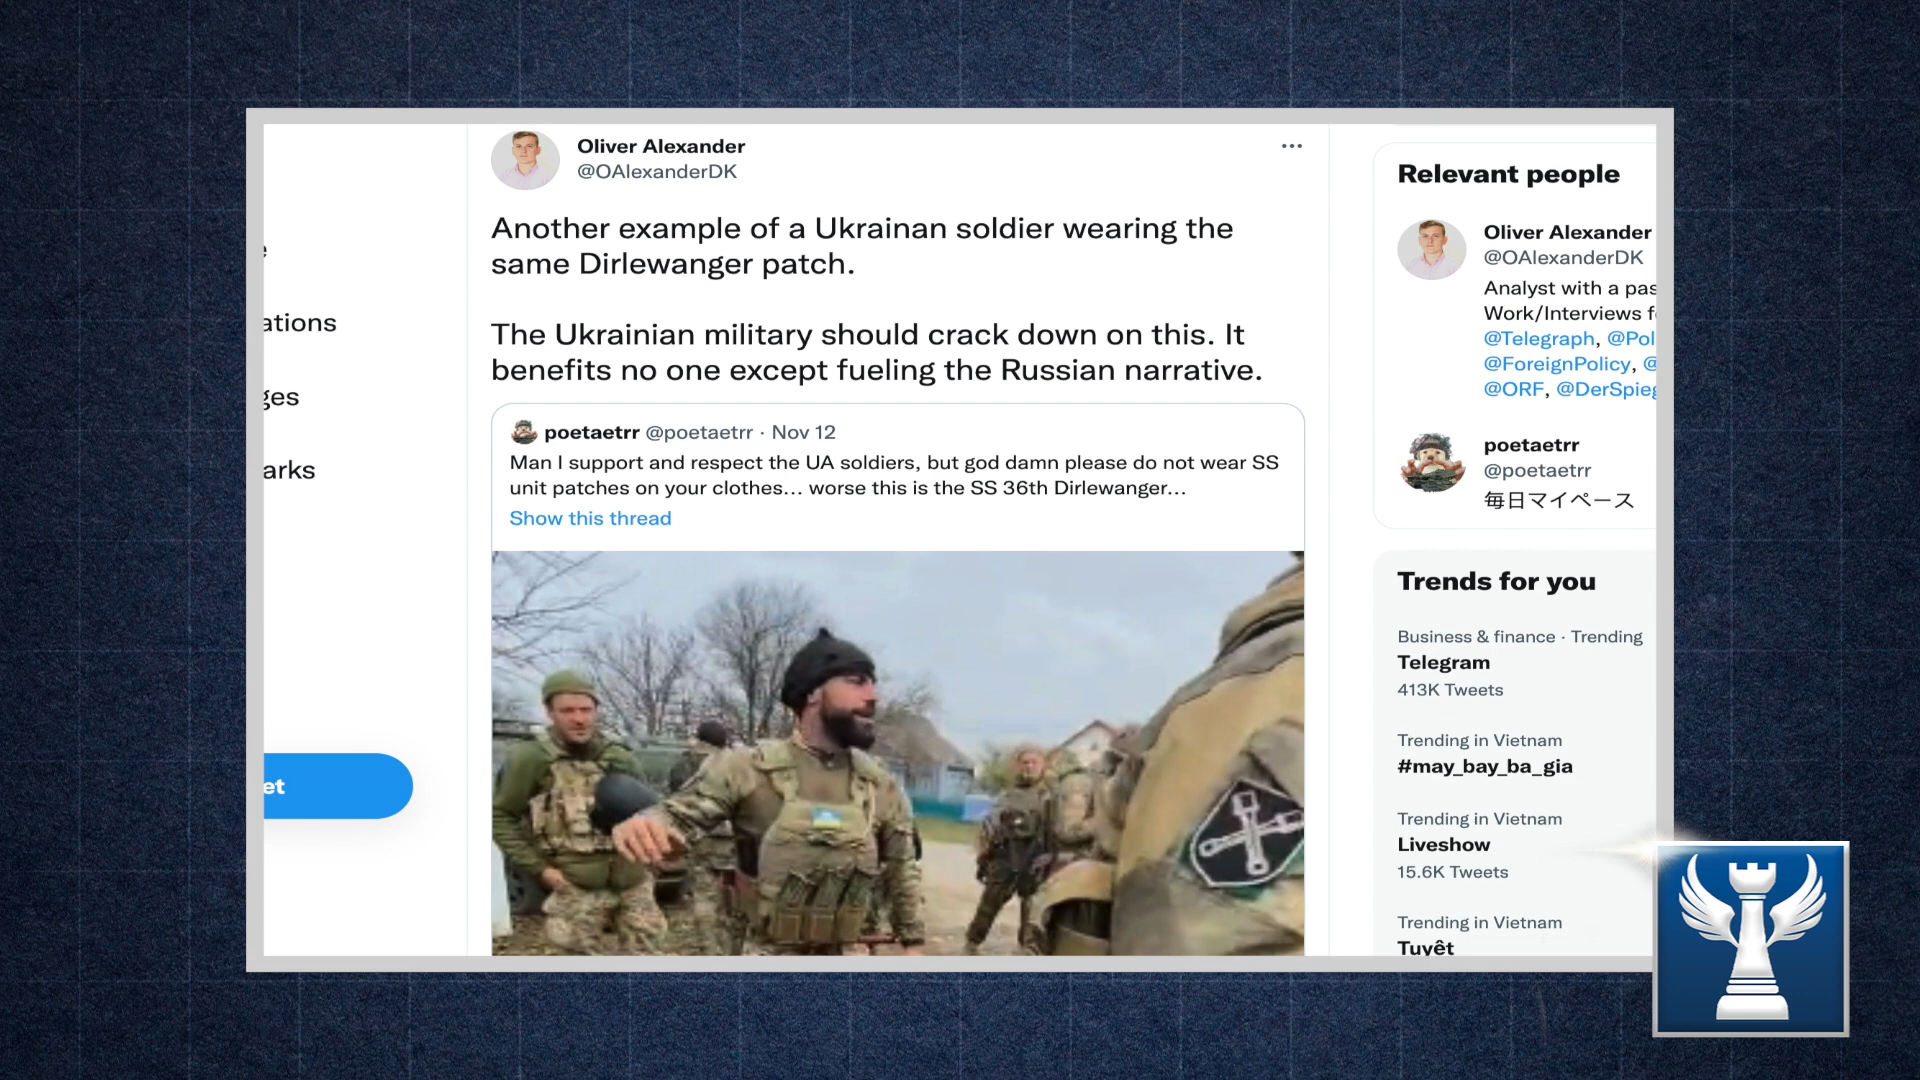 Oliver Alexander
@OAlexanderDK
Another example of a Ukrainan soldier wearing the
same Dirlewanger patch.
The Ukrainian military should crack down on this. It
benefits no one except fueling the Russian narrative.
poetaetrr @poetaetrr · Nov 12
Man I support and respect the UA soldiers, but god damn please do not wear SS
unit patches on your clothes... worse this is the SS 36th Dirlewanger...
Show this thread
e
ations
ges
arks
et
Relevant people
Oliver Alexander
@OAlexanderDK
Analyst with a pas
Work/Interviews f
@Telegraph, @Pol
@ForeignPolicy, @
@ORF, @DerSpieg
poetaetrr
@poetaetrr
毎日マイペース
Trends for you
Business & finance · Trending
Telegram
413K Tweets
Trending in Vietnam
#may_bay_ba_gia
Trending in Vietnam
Liveshow
15.6K Tweets
Trending in Vietnam
Tuyêt